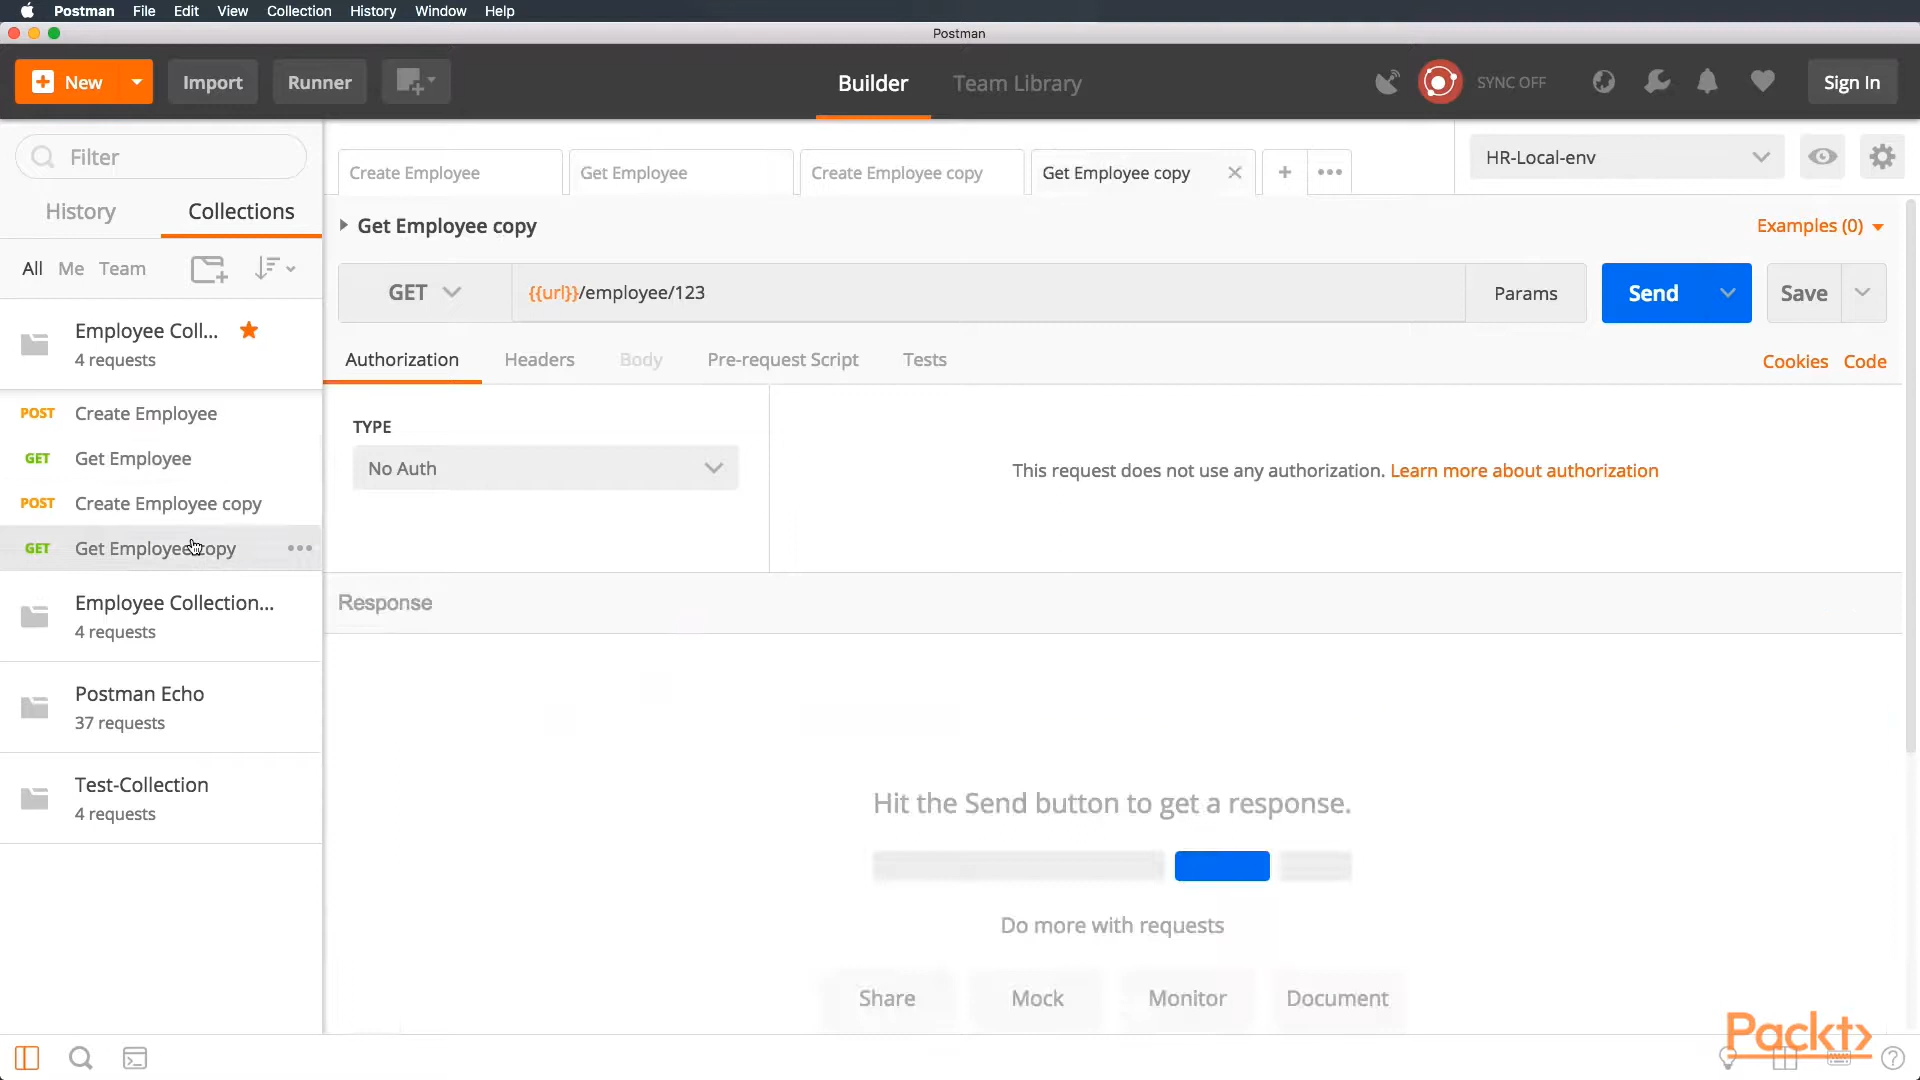 Postman File Edit View Collection History Window Help
Postman
New Import Runner Builder Team Library SYNC OFF Sign In
Filter
Create Employee Get Employee Create Employee copy Get Employee copy
HR-Local-env
History Collections
Get Employee copy
Examples (0)
All Me Team
GET {{url}}/employee/123 Params Send Save
Employee Coll...
4 requests
Authorization Headers Body Pre-request Script Tests
Cookies Code
POST Create Employee
GET Get Employee
POST Create Employee copy
GET Get Employee copy
TYPE
No Auth
This request does not use any authorization. Learn more about authorization
Employee Collection...
4 requests
Response
Postman Echo
37 requests
Test-Collection
4 requests
Hit the Send button to get a response.
Do more with requests
Share Mock Monitor Document
Packt>